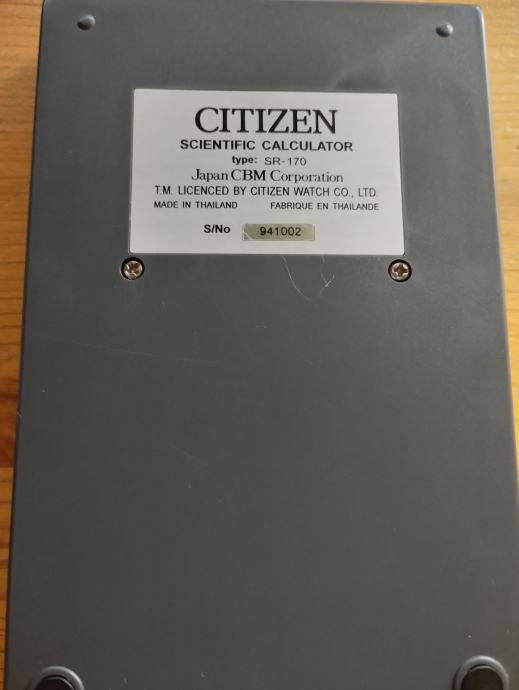 CITIZEN
SCIENTIFIC CALCULATOR
type: SR-170
Japan CBM Corporation
T.M. LICENCED BY CITIZEN WATCH CO., LTD.
MADE IN THAILAND FABRIQUE EN THAILANDE
S/No 941002